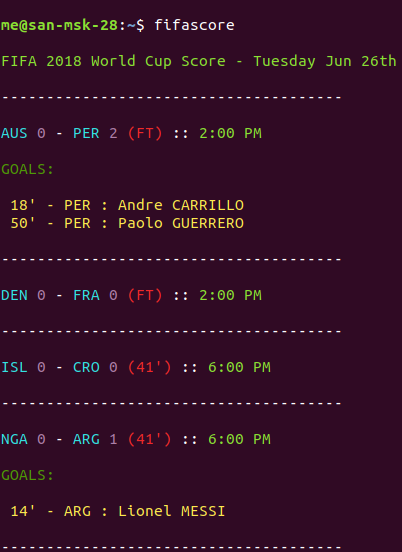 me@san-msk-28:~$ fifascore
FIFA 2018 World Cup Score - Tuesday Jun 26th
--------------------------------------
AUS 0 - PER 2 (FT) :: 2:00 PM
GOALS:
18' - PER : Andre CARRILLO
50' - PER : Paolo GUERRERO
--------------------------------------
DEN 0 - FRA 0 (FT) :: 2:00 PM
--------------------------------------
ISL 0 - CRO 0 (41') :: 6:00 PM
--------------------------------------
NGA 0 - ARG 1 (41') :: 6:00 PM
GOALS:
14' - ARG : Lionel MESSI
--------------------------------------